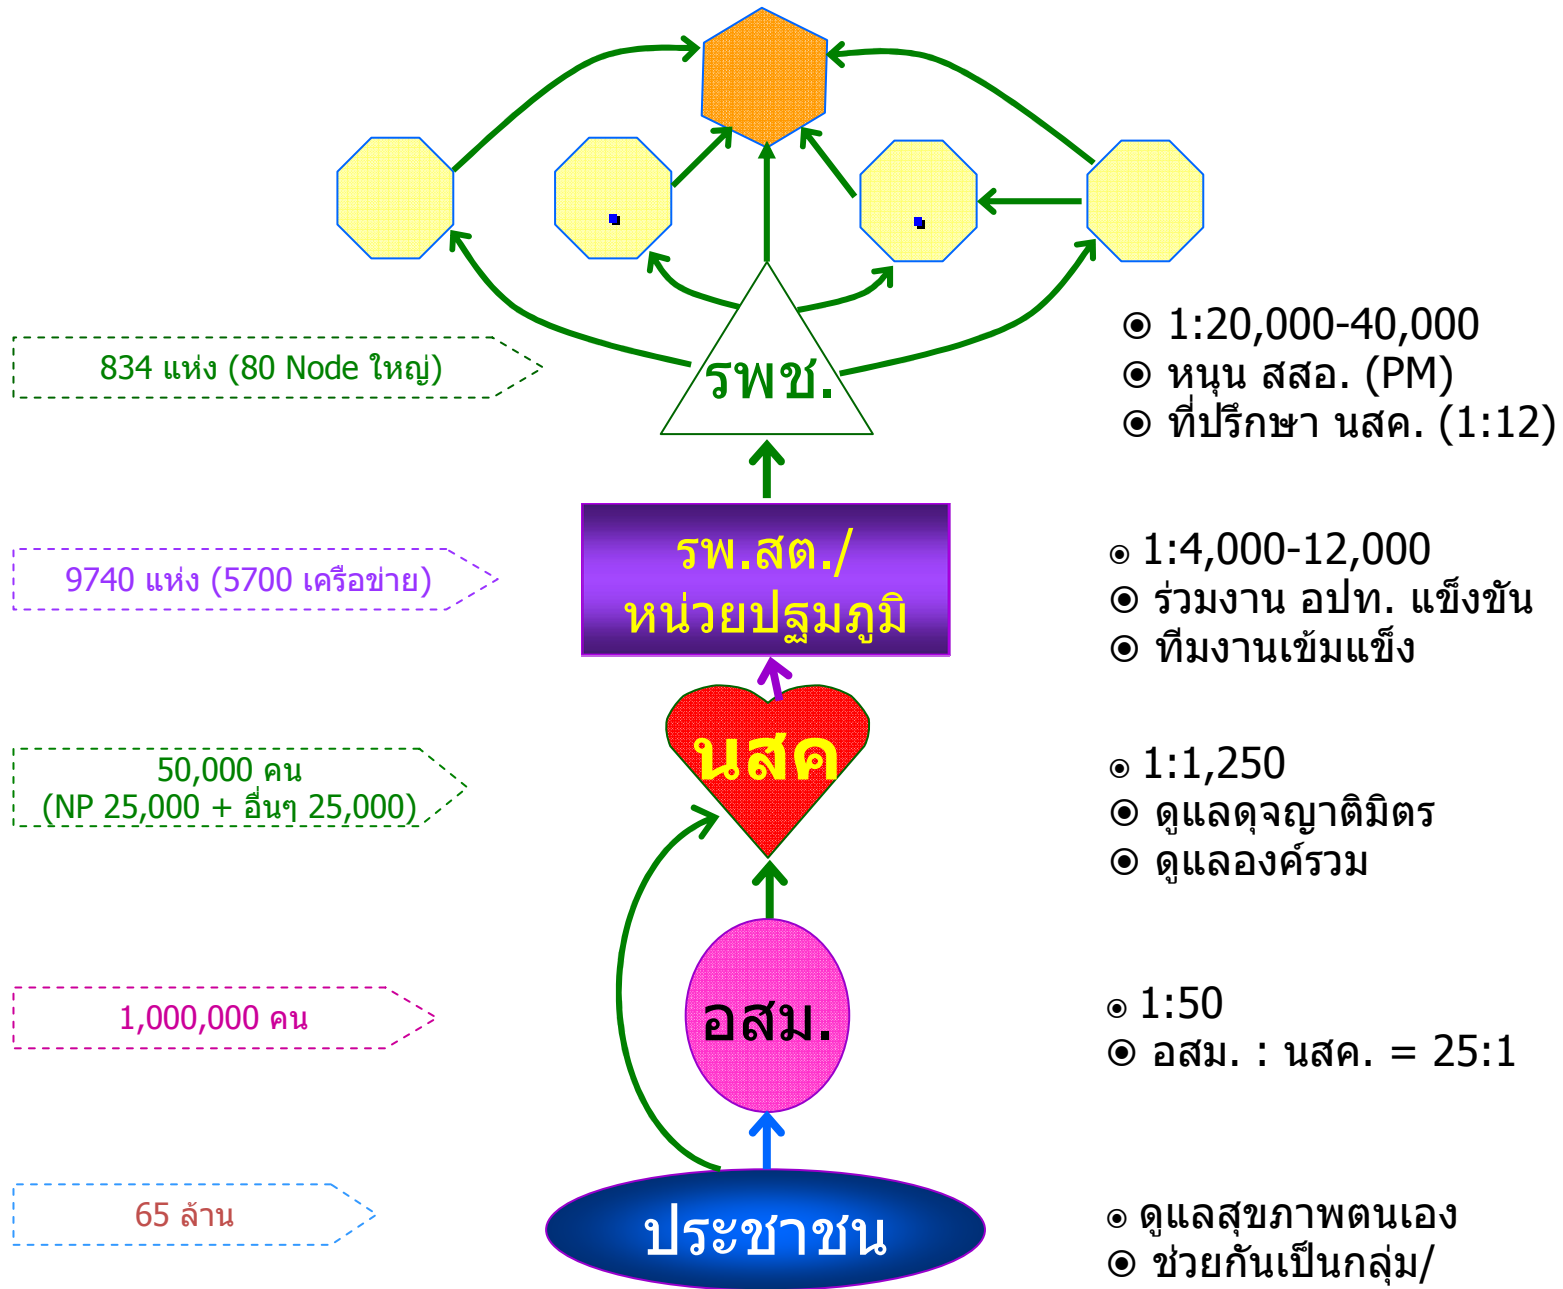 834 แห่ง (80 Node ใหญ่)
รพช.
◉ 1:20,000-40,000
◉ หนุน สสอ. (PM)
◉ ที่ปรึกษา นสค. (1:12)
9740 แห่ง (5700 เครือข่าย)
รพ.สต./
หน่วยปฐมภูมิ
◉ 1:4,000-12,000
◉ ร่วมงาน อปท. แข็งขัน
◉ ทีมงานเข้มแข็ง
50,000 คน
(NP 25,000 + อื่นๆ 25,000)
นสค
◉ 1:1,250
◉ ดูแลดุจญาติมิตร
◉ ดูแลองค์รวม
1,000,000 คน
อสม.
◉ 1:50
◉ อสม. : นสค. = 25:1
65 ล้าน
ประชาชน
◉ ดูแลสุขภาพตนเอง
◉ ช่วยกันเป็นกลุ่ม/